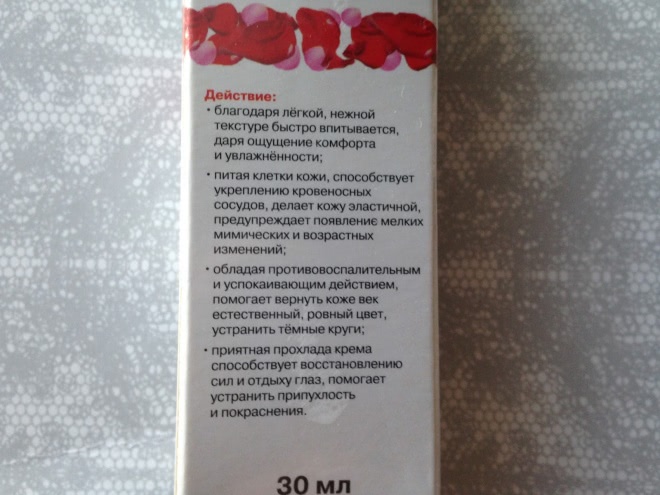 Действие:
• благодаря лёгкой, нежной
текстуре быстро впитывается,
даря ощущение комфорта
и увлажнённости;
• питая клетки кожи, способствует
укреплению кровеносных
сосудов, делает кожу эластичной,
предупреждает появление мелких
мимических и возрастных
изменений;
• обладая противовоспалительным
и успокаивающим действием,
помогает вернуть коже век
естественный, ровный цвет,
устранить тёмные круги;
• приятная прохлада крема
способствует восстановлению
сил и отдыху глаз, помогает
устранить припухлость
и покраснения.
30 мл